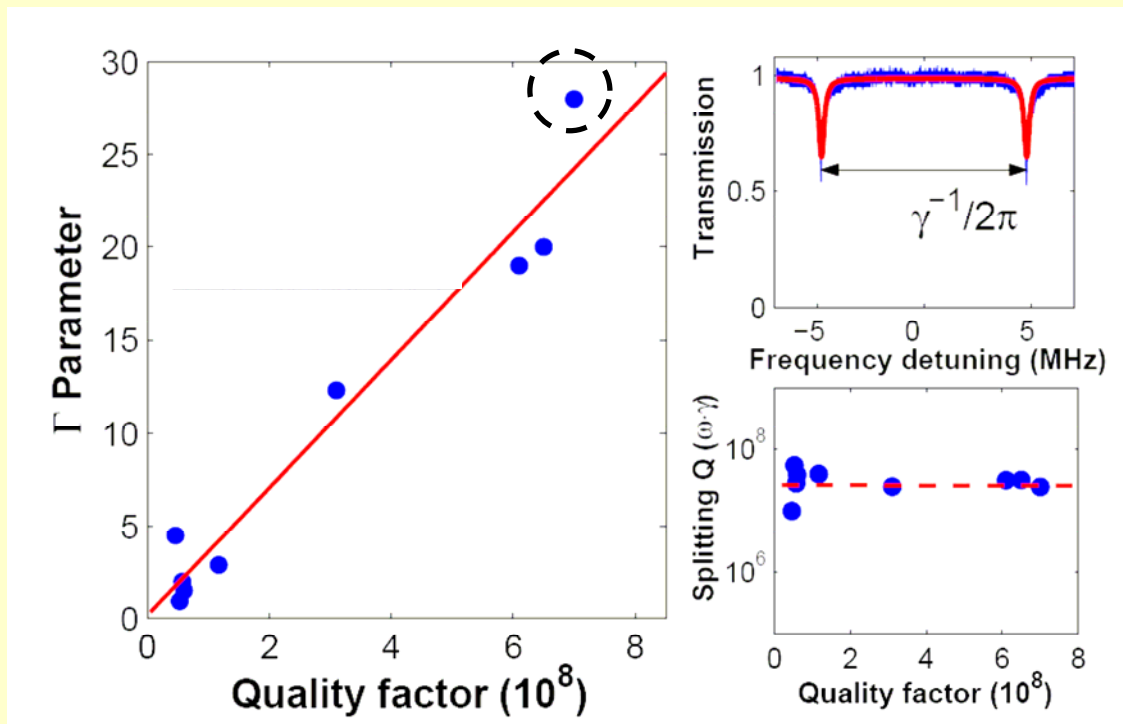 30
25
20
15
10
5
0
0 2 4 6 8
Γ Parameter
Quality factor (10⁸)
1
0.5
0
Transmission
γ⁻¹/2π
−5 0 5
Frequency detuning (MHz)
Splitting Q (ω·γ)
10⁸
10⁶
0 2 4 6 8
Quality factor (10⁸)